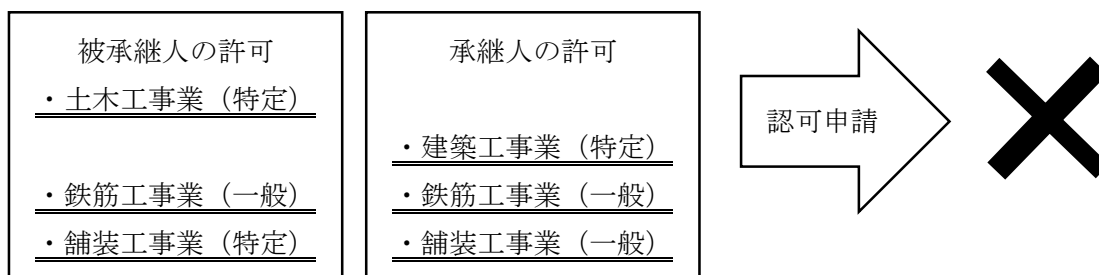 被承継人の許可
・土木工事業（特定）
・鉄筋工事業（一般）
・舗装工事業（特定）
承継人の許可
・建築工事業（特定）
・鉄筋工事業（一般）
・舗装工事業（一般）
認可申請